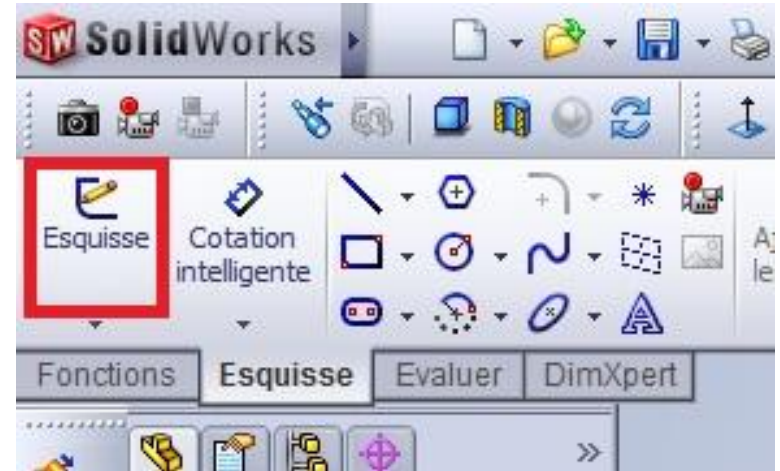 SolidWorks
Esquisse
Cotation
intelligente
Fonctions Esquisse Evaluer DimXpert